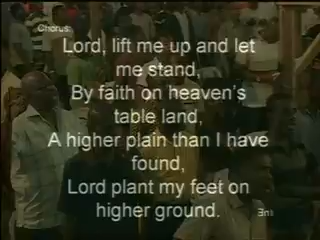 Chorus:
Lord, lift me up and let
me stand,
By faith on heaven's
table land,
A higher plain than I have
found,
Lord plant my feet on
higher ground.